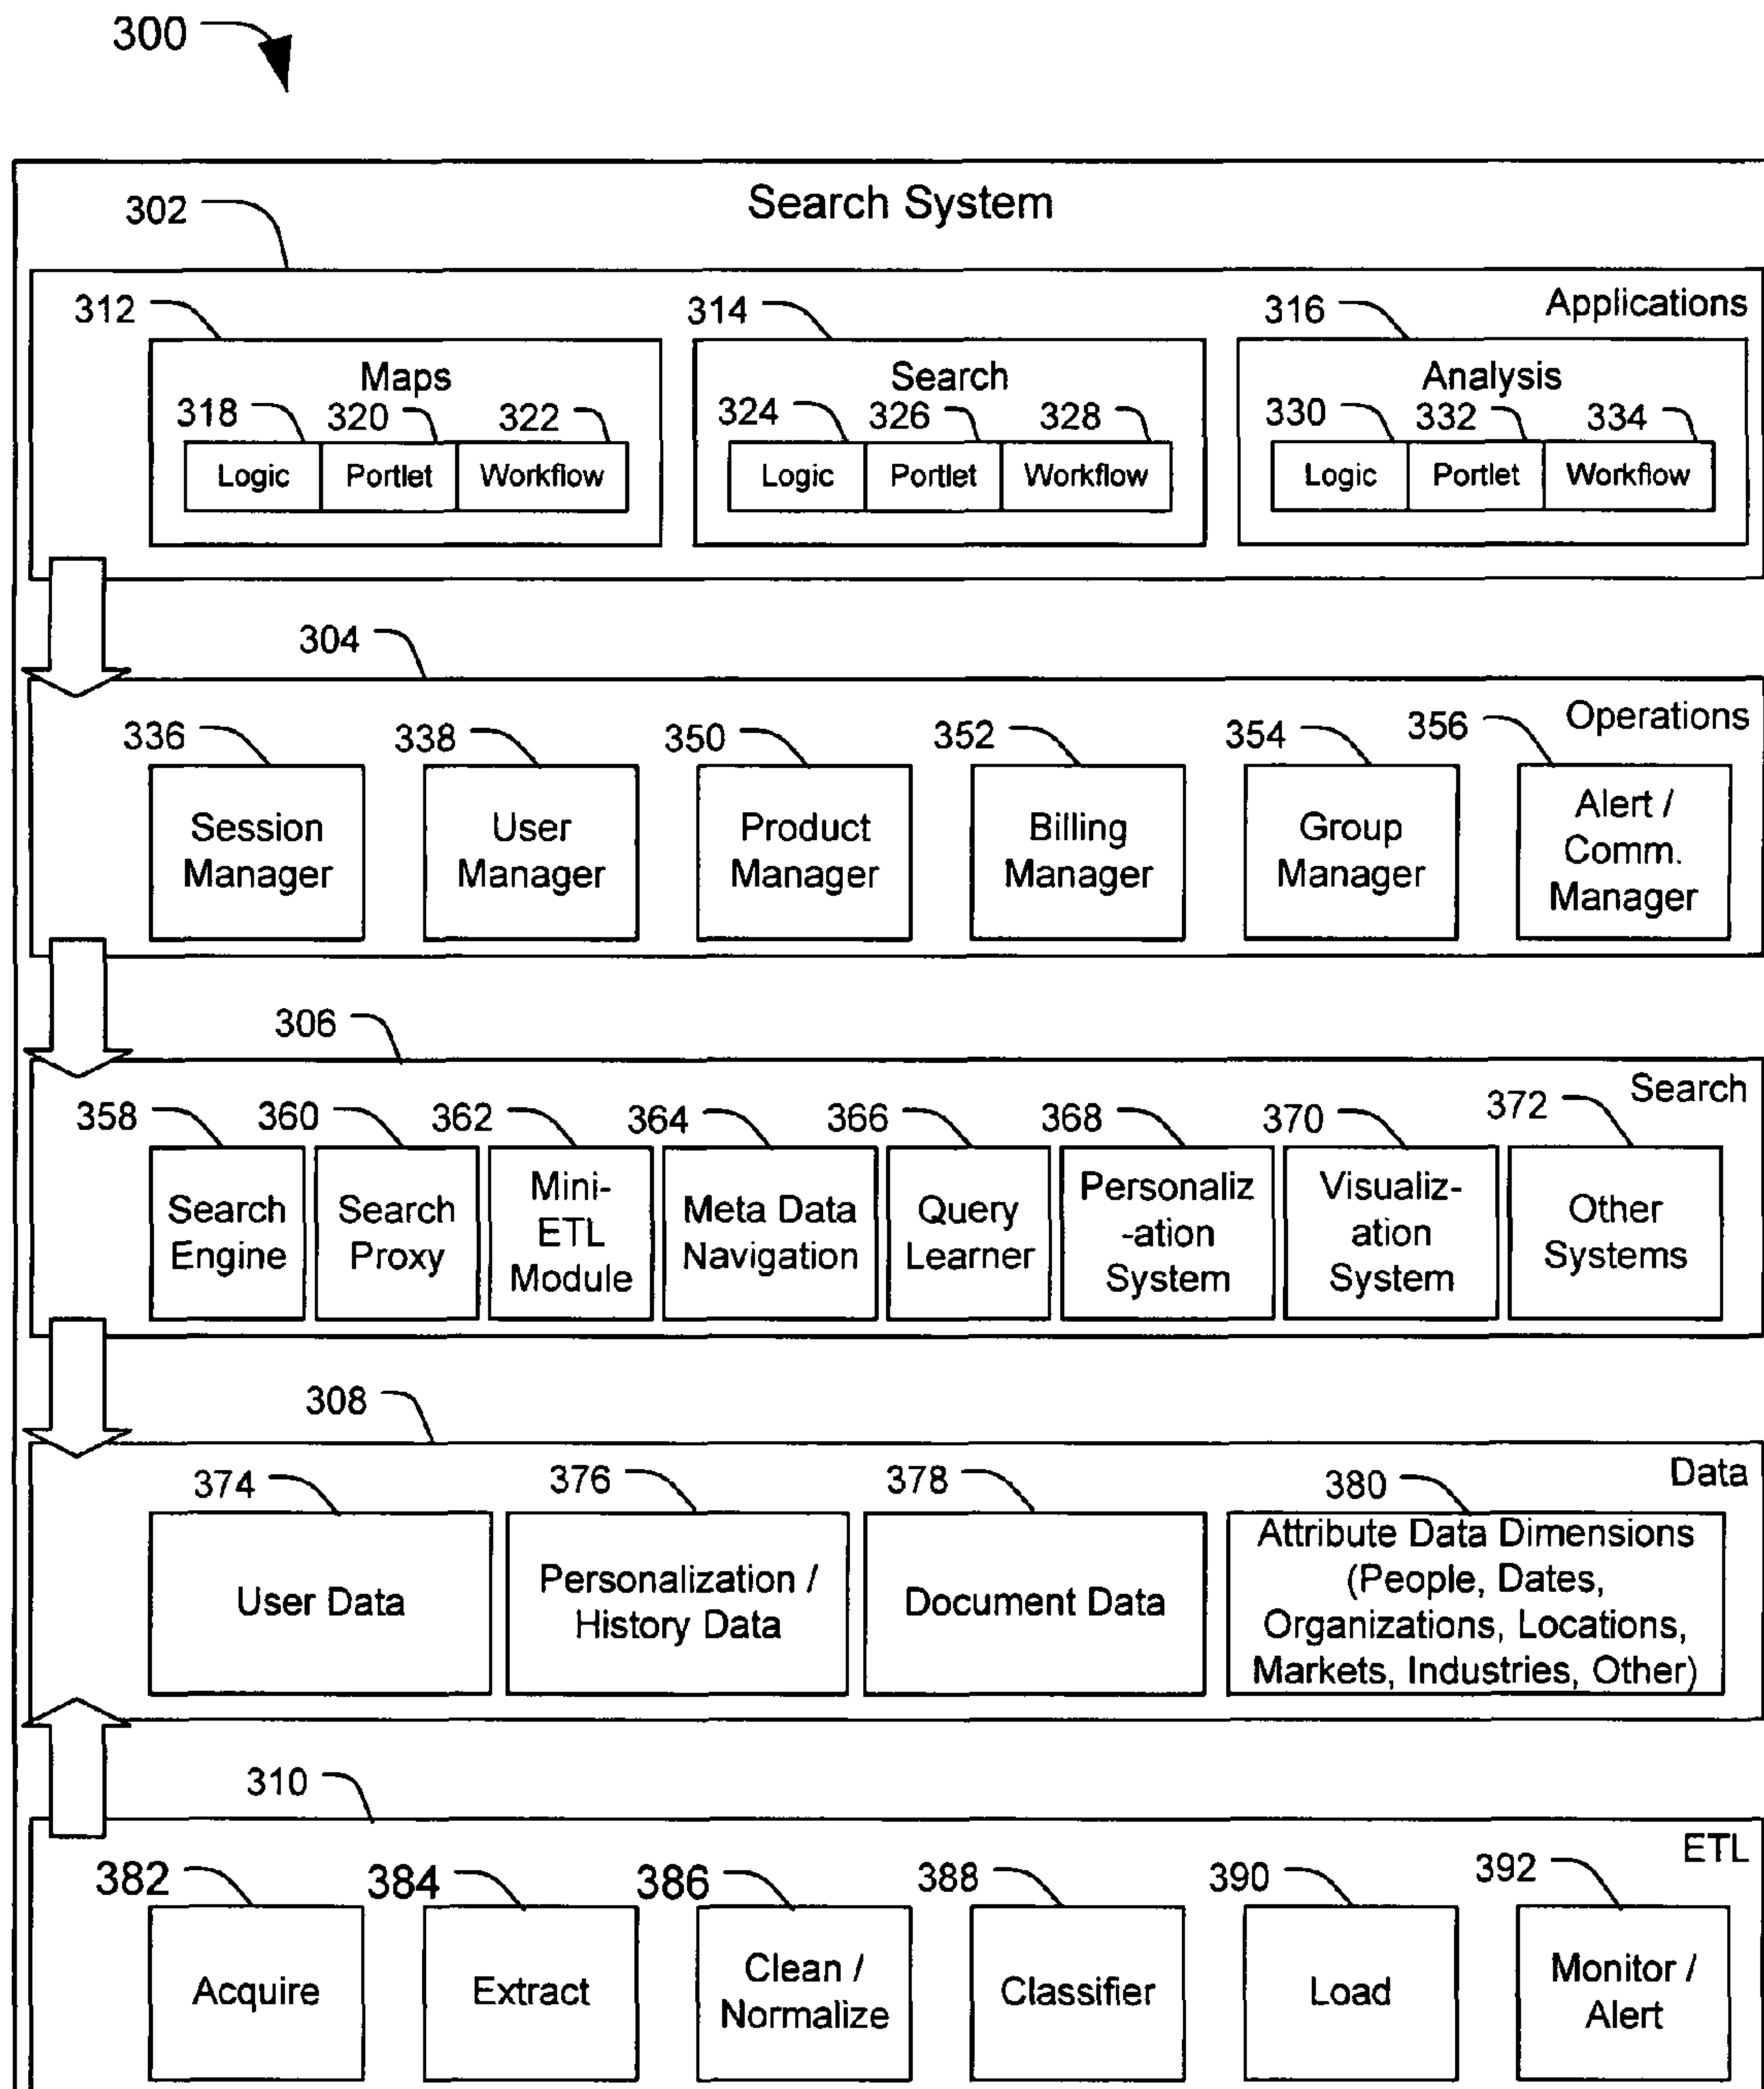 300
Search System
302
Applications
312
314
316
Maps
Search
Analysis
318 320 322
324 326 328
330 332 334
Logic Portlet Workflow
Logic Portlet Workflow
Logic Portlet Workflow
304
Operations
336
338
350
352
354
356
Session
Manager
User
Manager
Product
Manager
Billing
Manager
Group
Manager
Alert /
Comm.
Manager
306
Search
358
360
362
364
366
368
370
372
Search
Engine
Search
Proxy
Mini-
ETL
Module
Meta Data
Navigation
Query
Learner
Personaliz
-ation
System
Visualiz-
ation
System
Other
Systems
308
Data
374
376
378
380
User Data
Personalization /
History Data
Document Data
Attribute Data Dimensions
(People, Dates,
Organizations, Locations,
Markets, Industries, Other)
310
ETL
382
384
386
388
390
392
Acquire
Extract
Clean /
Normalize
Classifier
Load
Monitor /
Alert